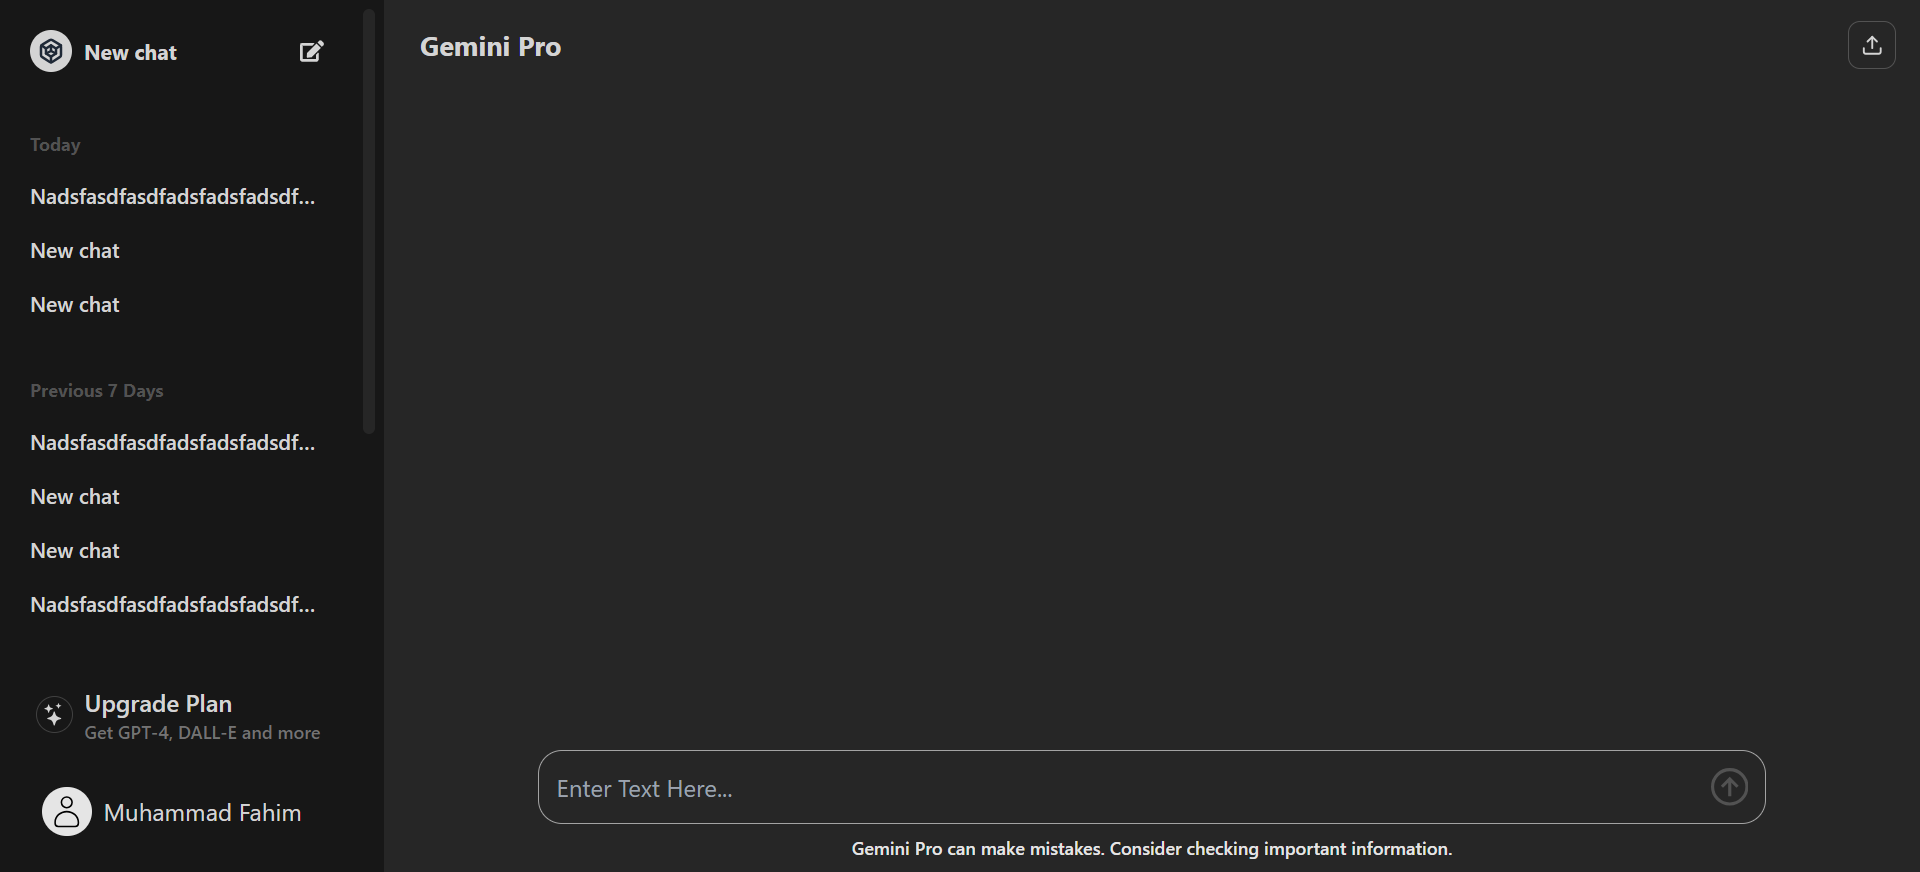 New chat
Today
Nadsfasdfasdfadsfadsfadsdf...
New chat
New chat
Previous 7 Days
Nadsfasdfasdfadsfadsfadsdf...
New chat
New chat
Nadsfasdfasdfadsfadsfadsdf...
Upgrade Plan
Get GPT-4, DALL-E and more
Muhammad Fahim
Gemini Pro
Enter Text Here...
Gemini Pro can make mistakes. Consider checking important information.